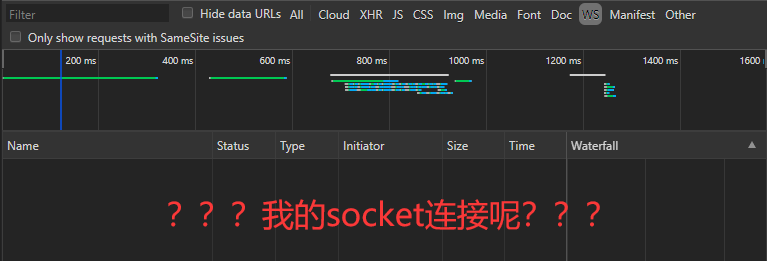 Filter Hide data URLs All Cloud XHR JS CSS Img Media Font Doc WS Manifest Other
Only show requests with SameSite issues
200 ms 400 ms 600 ms 800 ms 1000 ms 1200 ms 1400 ms 1600 m
Name Status Type Initiator Size Time Waterfall
？？？我的socket连接呢？？？